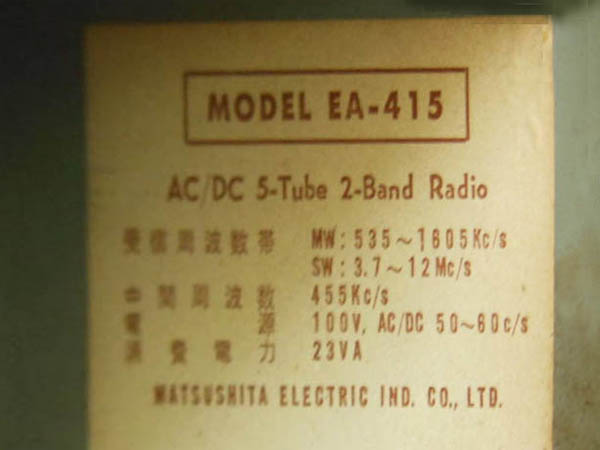 MODEL EA-415
AC/DC 5-Tube 2-Band Radio
受信周波数帯 MW: 535~1605Kc/s
SW: 3.7~12Mc/s
中間周波数 455Kc/s
電源 100V, AC/DC 50~60c/s
消費電力 23VA
MATSUSHITA ELECTRIC IND. CO., LTD.